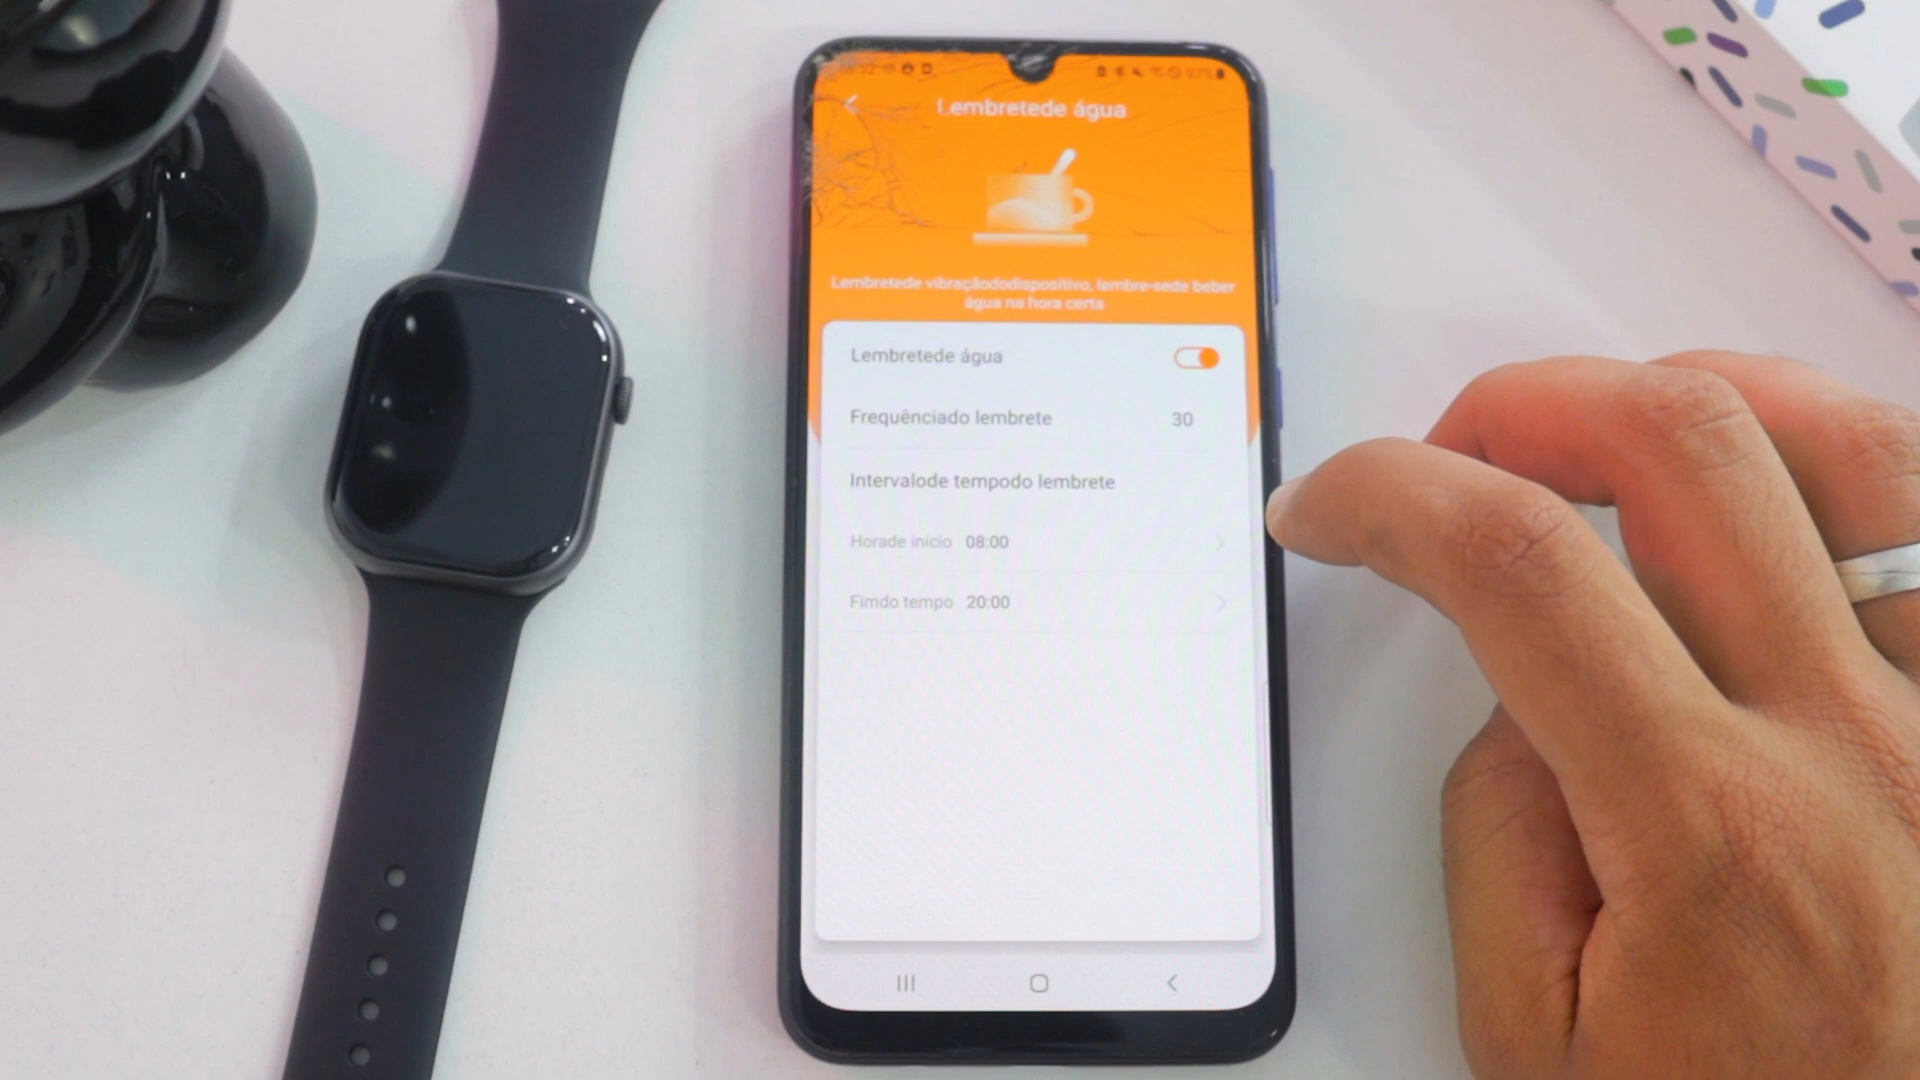 Lembretede água
Lembretede vibraçãododispositivo, lembre-sede beber
água na hora certa
Lembretede água
Frequênciado lembrete 30
Intervalode tempodo lembrete
Horade início 08:00
Fimdo tempo 20:00